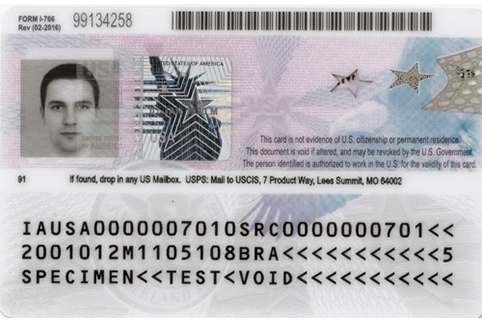 FORM I-766 99134258
Rev (02-2016)
USA
UNITED STATES OF AMERICA
USA
This card is not evidence of U.S. citizenship or permanent residence.
This document is void if altered, and may be revoked by the U.S. Government.
The person identified is authorized to work in the U.S. for the validity of this card.
91 If found, drop in any US Mailbox. USPS: Mail to USCIS, 7 Product Way, Lees Summit, MO 64002
IAUSA0000007010SRC0000000701<<
2001012M1105108BRA<<<<<<<<<<<5
SPECIMEN<<TEST<VOID<<<<<<<<<<<